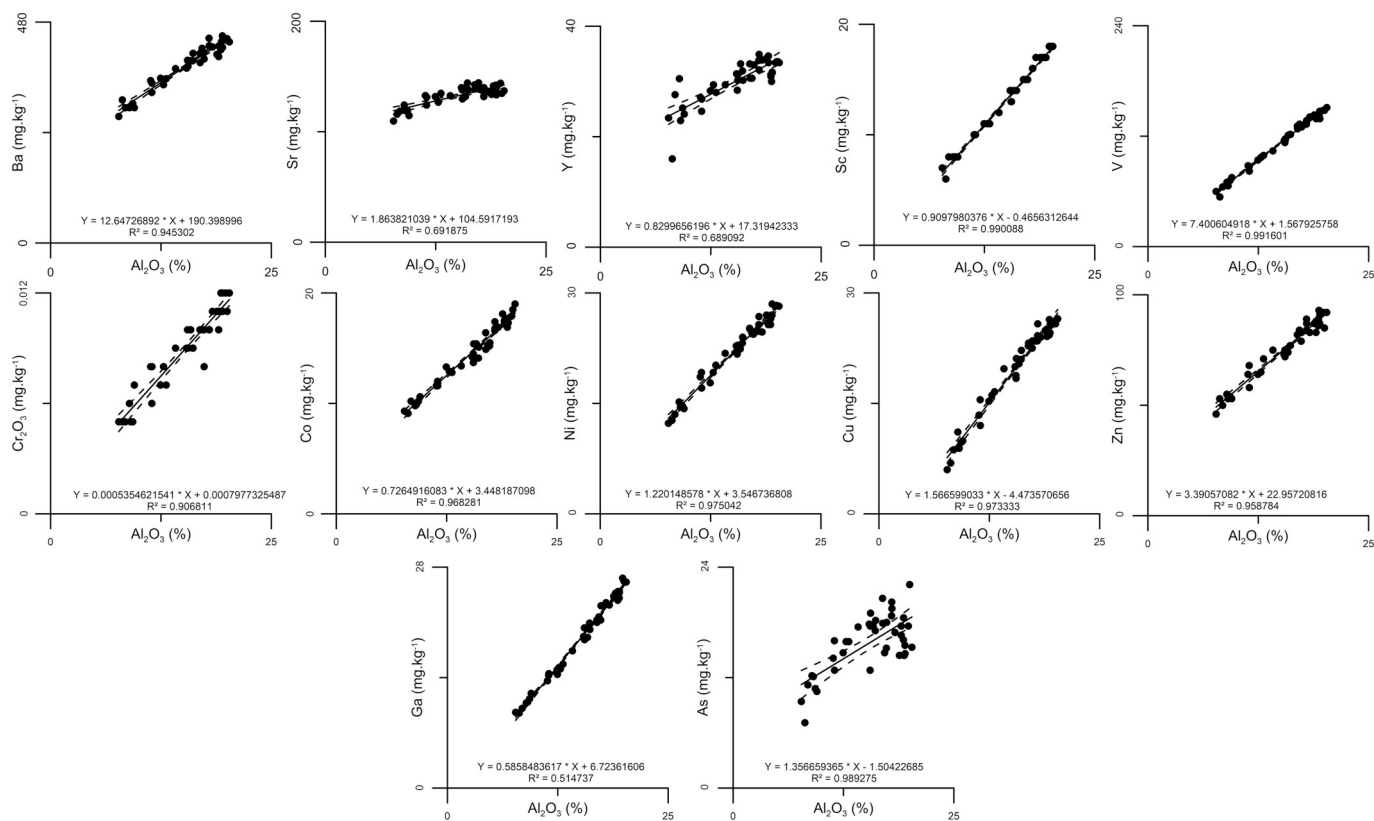 480
Ba (mg.kg⁻¹)
Y = 12.64726892 * X + 190.398996
R² = 0.945302
0
0
Al₂O₃ (%)
25
200
Sr (mg.kg⁻¹)
Y = 1.863821039 * X + 104.5917193
R² = 0.691875
0
0
Al₂O₃ (%)
25
40
Y (mg.kg⁻¹)
Y = 0.8299656196 * X + 17.31942333
R² = 0.689092
0
0
Al₂O₃ (%)
25
20
Sc (mg.kg⁻¹)
Y = 0.9097980376 * X - 0.4656312644
R² = 0.990088
0
0
Al₂O₃ (%)
25
240
V (mg.kg⁻¹)
Y = 7.400604918 * X + 1.567925758
R² = 0.991601
0
0
Al₂O₃ (%)
25
0.012
Cr₂O₃ (mg.kg⁻¹)
Y = 0.0005354621541 * X + 0.0007977325487
R² = 0.906811
0
0
Al₂O₃ (%)
25
20
Co (mg.kg⁻¹)
Y = 0.7264916083 * X + 3.448187098
R² = 0.968281
0
0
Al₂O₃ (%)
25
30
Ni (mg.kg⁻¹)
Y = 1.220148578 * X + 3.546736808
R² = 0.975042
0
0
Al₂O₃ (%)
25
30
Cu (mg.kg⁻¹)
Y = 1.566599033 * X - 4.473570656
R² = 0.973333
0
0
Al₂O₃ (%)
25
100
Zn (mg.kg⁻¹)
Y = 3.39057082 * X + 22.95720816
R² = 0.958784
0
0
Al₂O₃ (%)
25
28
Ga (mg.kg⁻¹)
Y = 0.5858483617 * X + 6.72361606
R² = 0.514737
0
0
Al₂O₃ (%)
25
24
As (mg.kg⁻¹)
Y = 1.356659365 * X - 1.50422685
R² = 0.989275
0
0
Al₂O₃ (%)
25